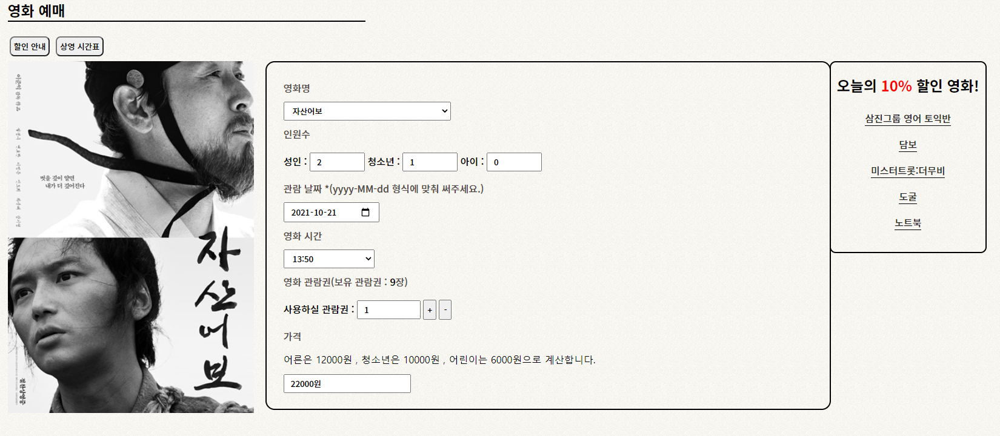 영화 예매
할인 안내
상영 시간표
벗을 깊이 알면
내가 더 깊어진다
자산어보
영화명
자산어보
인원수
성인 : 2 청소년 : 1 아이 : 0
관람 날짜 *(yyyy-MM-dd 형식에 맞춰 써주세요.)
2021-10-21
영화 시간
13:50
영화 관람권(보유 관람권 : 9장)
사용하실 관람권 : 1 + -
가격
어른은 12000원 , 청소년은 10000원 , 어린이는 6000원으로 계산합니다.
22000원
오늘의 10% 할인 영화!
삼진그룹 영어 토익반
담보
미스터트롯:더무비
도굴
노트북